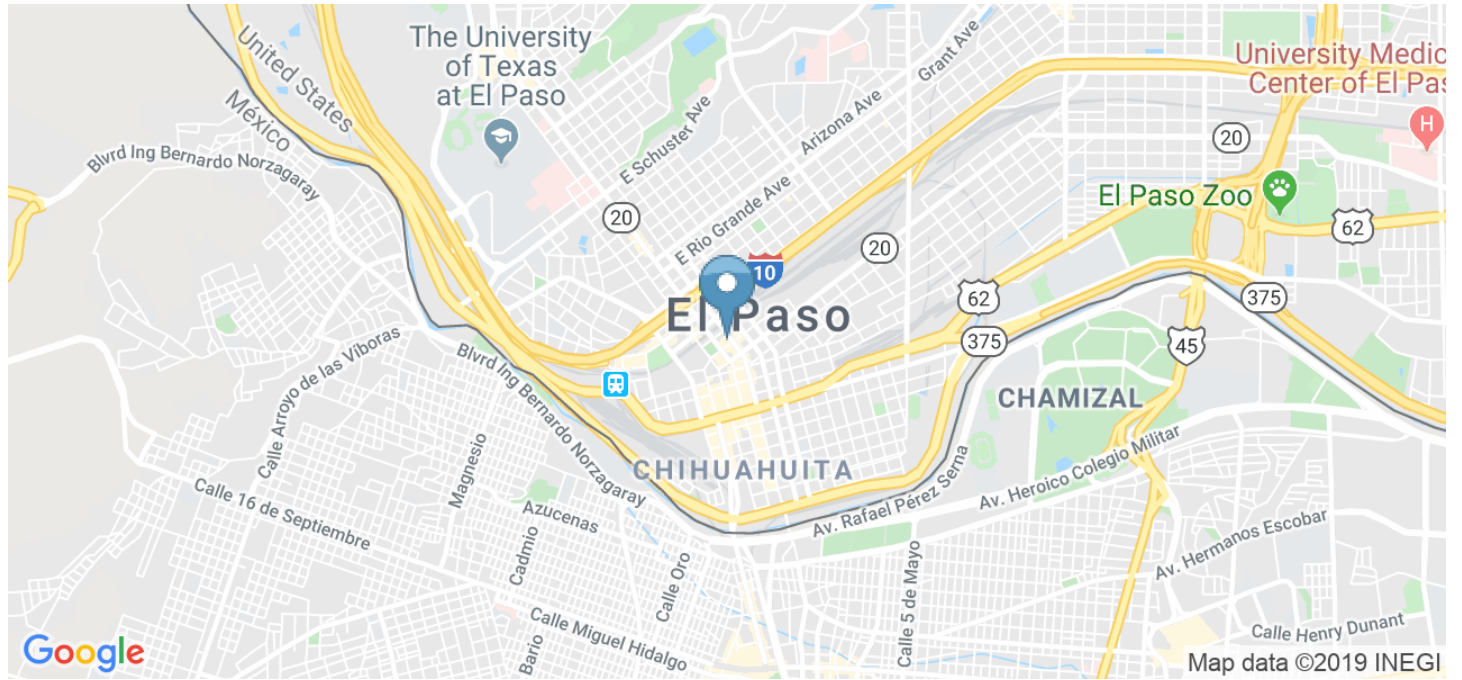 The University
of Texas
at El Paso
United States
México
Blvrd Ing Bernardo Norzagaray
E Schuster Ave
Arizona Ave
Grant Ave
University Medic
Center of El Pas
H
20
El Paso Zoo
62
20
E Rio Grande Ave
20
10
El Paso
62
375
375
45
Calle Arroyo de las Víboras
Blvrd Ing Bernardo Norzagaray
CHAMIZAL
CHIHUAHUITA
Magnesio
Calle 16 de Septiembre
Azucenas
Cadmio
Calle Oro
Av. Rafael Pérez Serna
Av. Heroico Colegio Militar
Av. Hermanos Escobar
Calle 5 de Mayo
Calle Miguel Hidalgo
Bario
Calle Henry Dunant
Google
Map data ©2019 INEGI